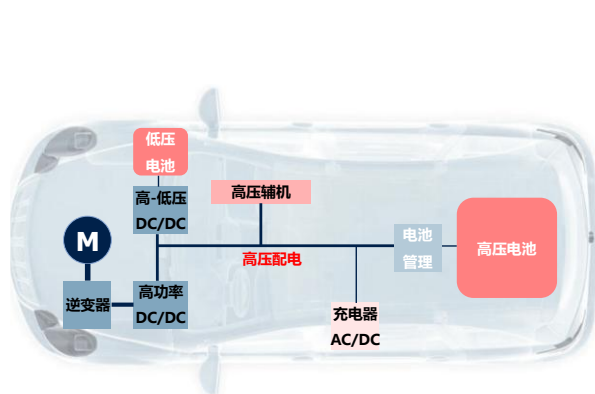 低压
电池
高-低压
DC/DC
高压辅机
M
电池
管理
高压电池
高压配电
逆变器
高功率
DC/DC
充电器
AC/DC